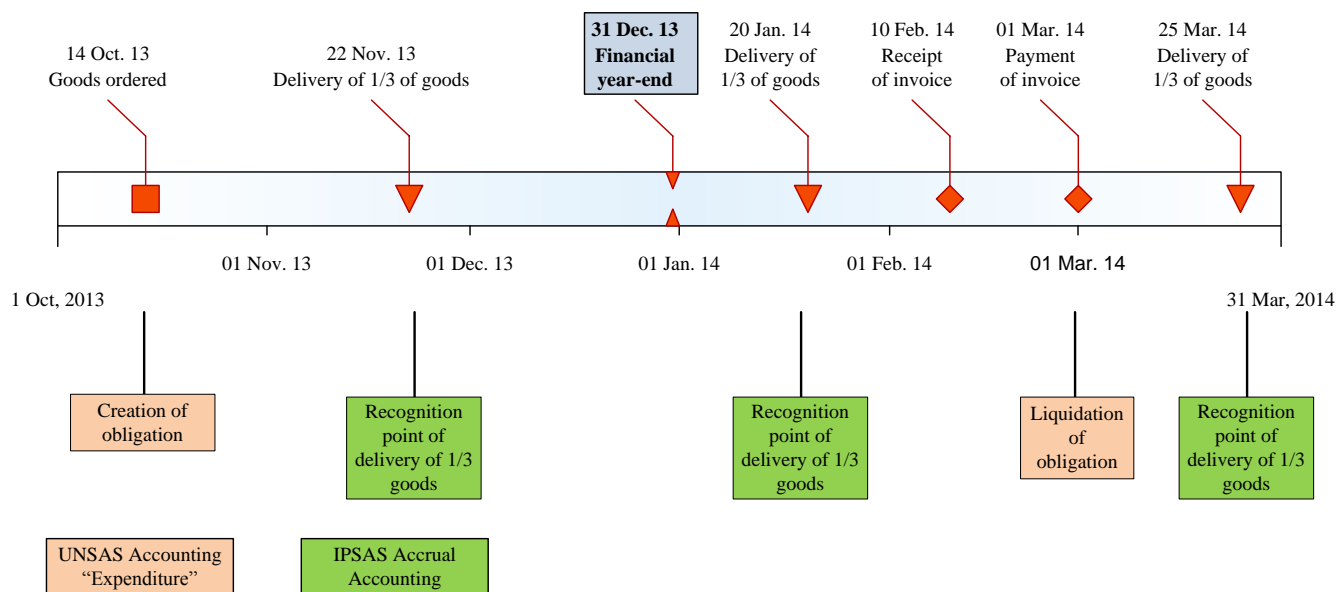 14 Oct. 13
Goods ordered
22 Nov. 13
Delivery of 1/3 of goods
31 Dec. 13
Financial
year-end
20 Jan. 14
Delivery of
1/3 of goods
10 Feb. 14
Receipt
of invoice
01 Mar. 14
Payment
of invoice
25 Mar. 14
Delivery of
1/3 of goods
01 Nov. 13
01 Dec. 13
01 Jan. 14
01 Feb. 14
01 Mar. 14
1 Oct, 2013
31 Mar, 2014
Creation of
obligation
Recognition
point of
delivery of 1/3
goods
Recognition
point of
delivery of 1/3
goods
Liquidation
of
obligation
Recognition
point of
delivery of 1/3
goods
UNSAS Accounting
“Expenditure”
IPSAS Accrual
Accounting